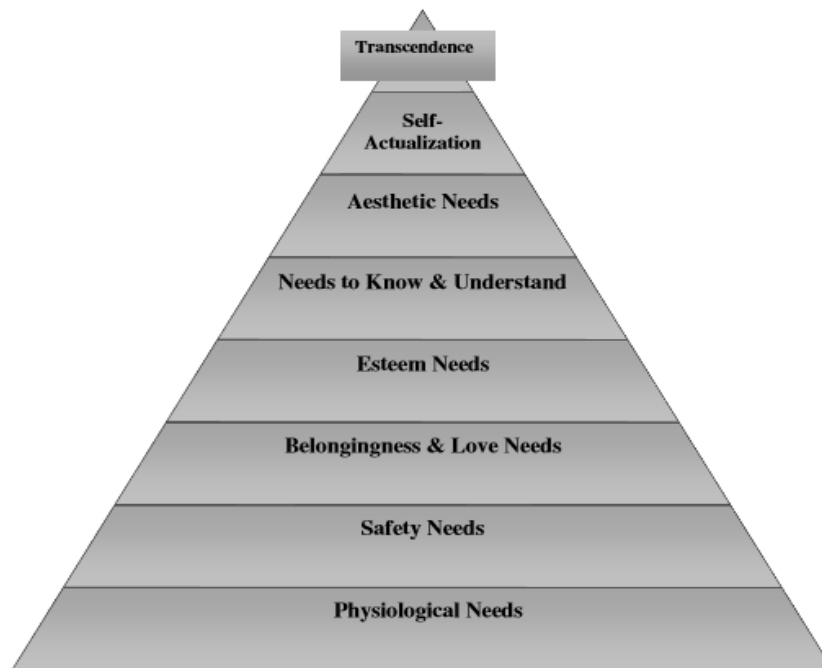 Transcendence
Self-
Actualization
Aesthetic Needs
Needs to Know & Understand
Esteem Needs
Belongingness & Love Needs
Safety Needs
Physiological Needs